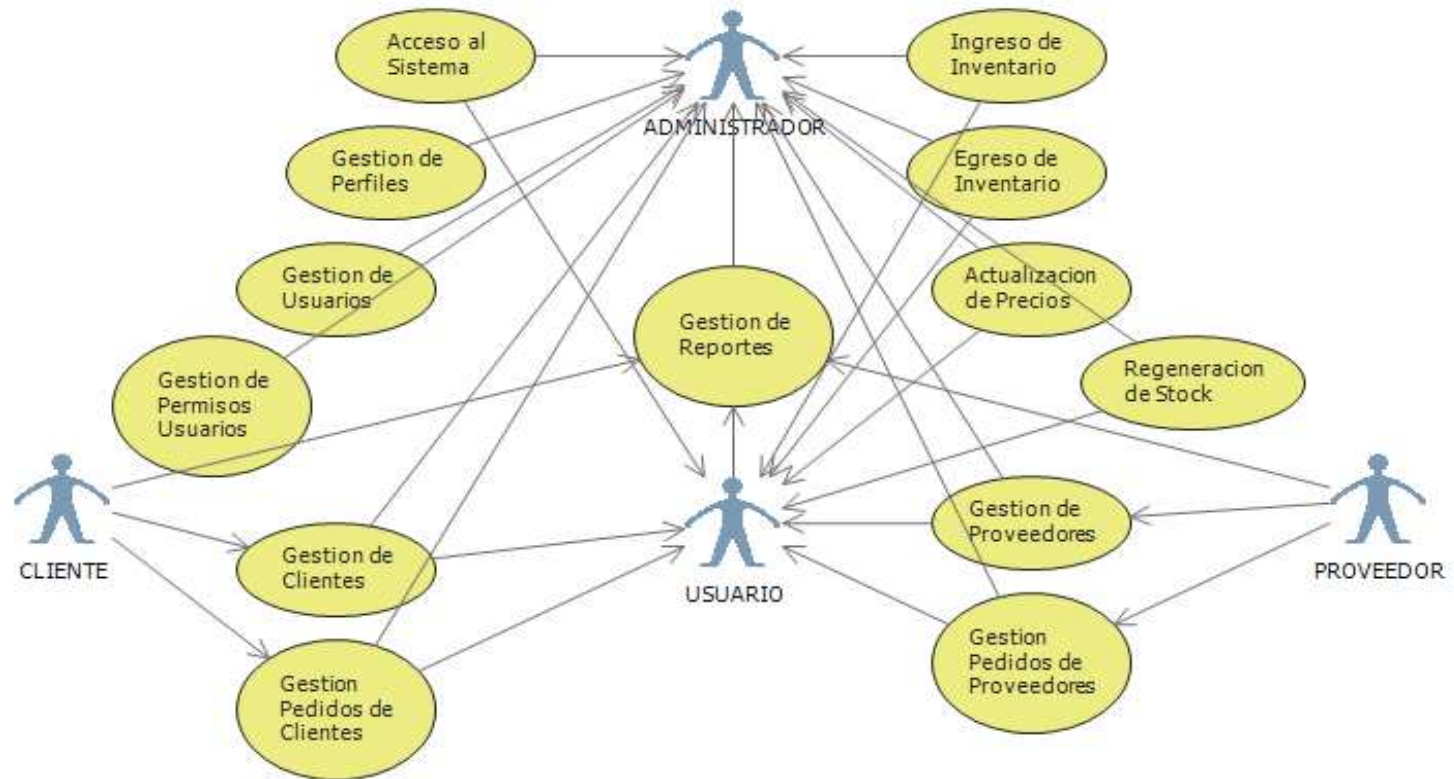 Acceso al
Sistema
Ingreso de
Inventario
ADMINISTRADOR
Gestion de
Perfiles
Egreso de
Inventario
Gestion de
Usuarios
Actualizacion
de Precios
Gestion de
Reportes
Gestion de
Permisos
Usuarios
Regeneracion
de Stock
CLIENTE
Gestion de
Clientes
USUARIO
Gestion de
Proveedores
PROVEEDOR
Gestion
Pedidos de
Clientes
Gestion
Pedidos de
Proveedores